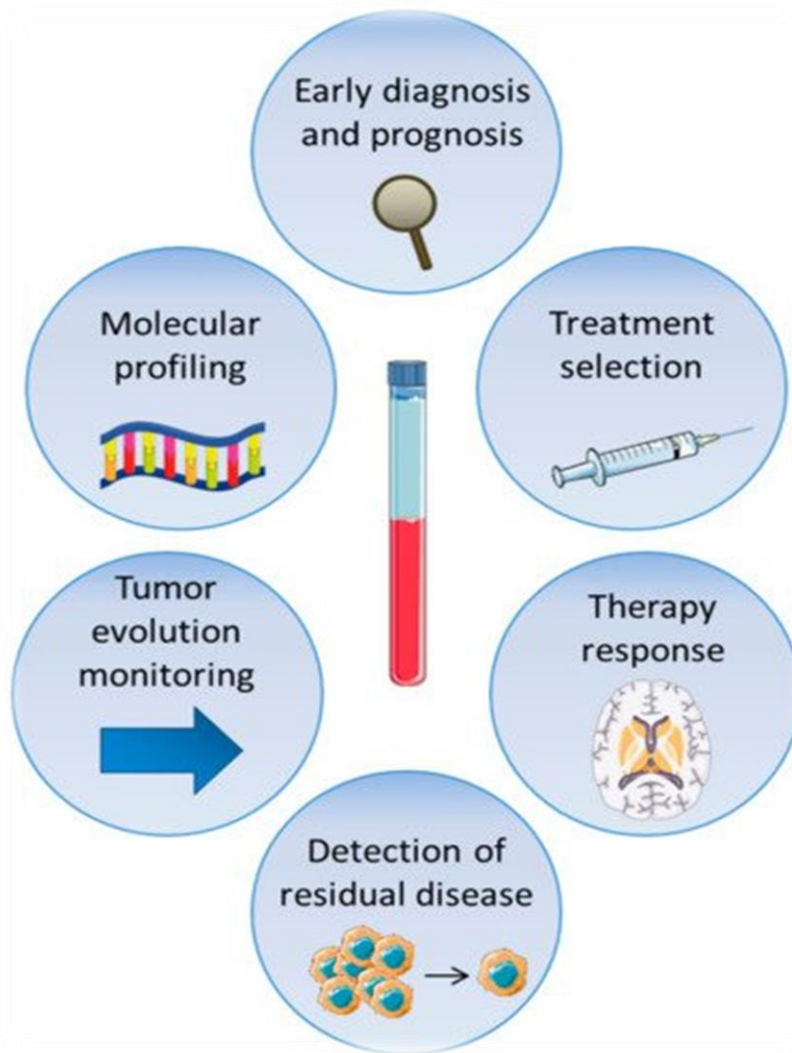 Early diagnosis
and prognosis
Molecular
profiling
Treatment
selection
Tumor
evolution
monitoring
Therapy
response
Detection of
residual disease